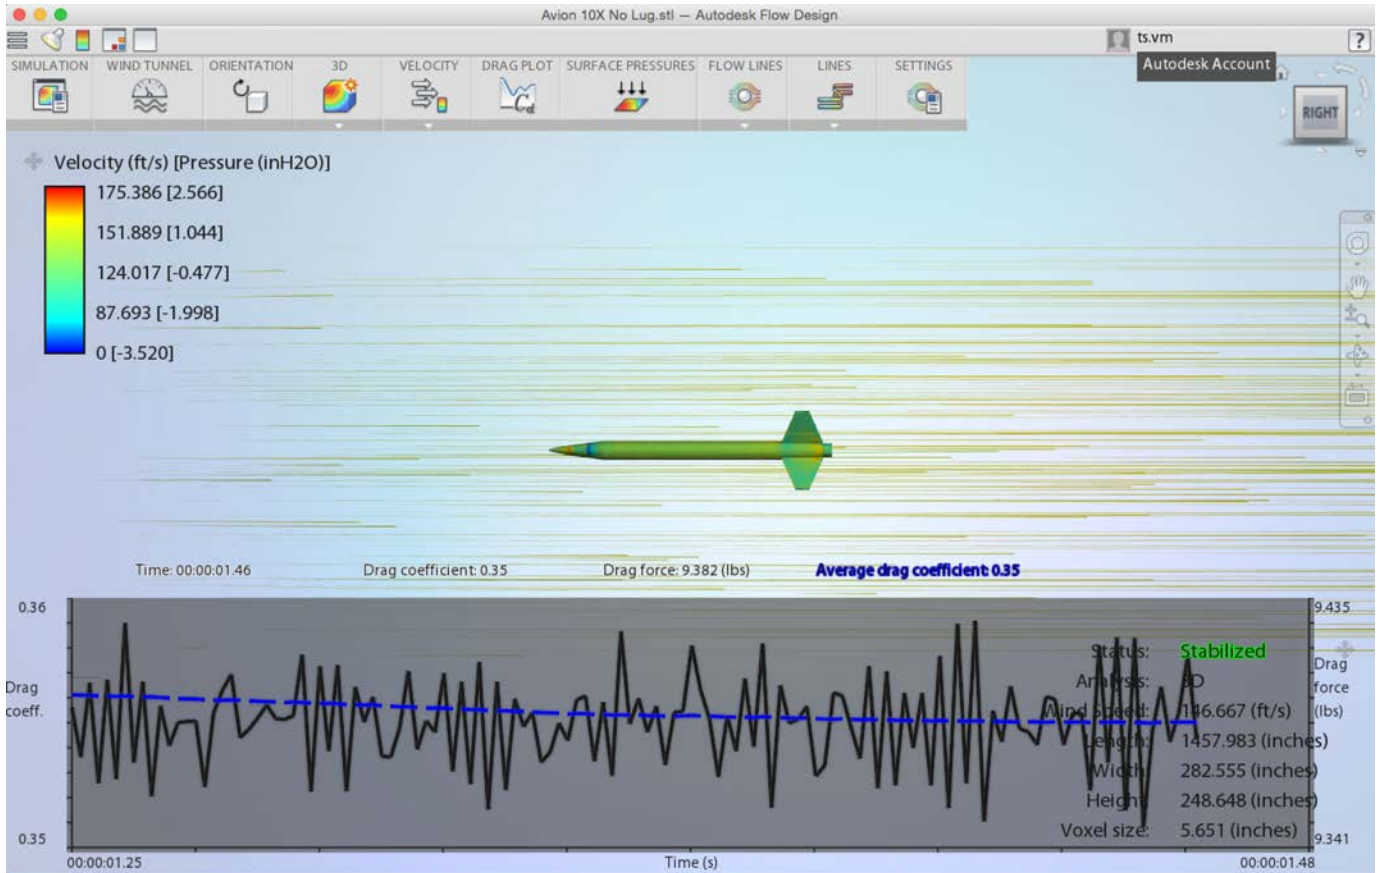 Avion 10X No Lug.stl — Autodesk Flow Design
ts.vm
?
Autodesk Account
SIMULATION WIND TUNNEL ORIENTATION 3D VELOCITY DRAG PLOT SURFACE PRESSURES FLOW LINES LINES SETTINGS
Cd
RIGHT
Velocity (ft/s) [Pressure (inH2O)]
175.386 [2.566]
151.889 [1.044]
124.017 [-0.477]
87.693 [-1.998]
0 [-3.520]
Time: 00:00:01.46 Drag coefficient: 0.35 Drag force: 9.382 (lbs) Average drag coefficient: 0.35
0.36
9.435
Drag
coeff.
0.35
Drag
force
(lbs)
9.341
Status: Stabilized
Analysis: 3D
Wind Speed: 146.667 (ft/s)
Length: 1457.983 (inches)
Width: 282.555 (inches)
Height: 248.648 (inches)
Voxel size: 5.651 (inches)
00:00:01.25 Time (s) 00:00:01.48